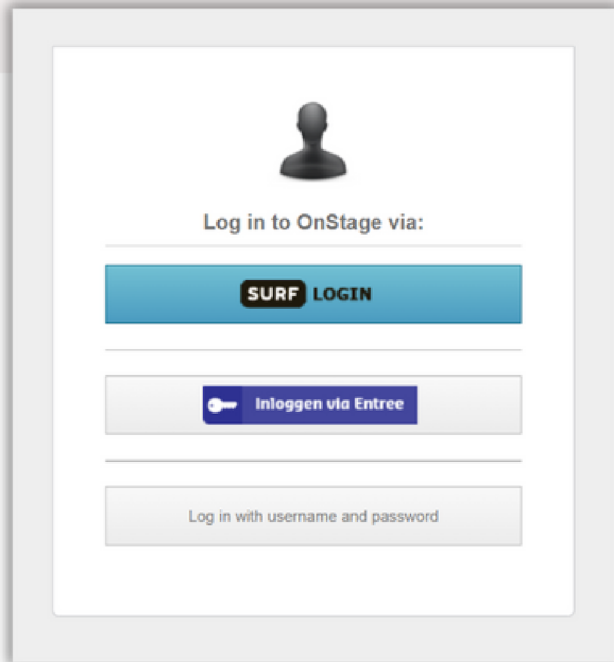 Log in to OnStage via:
SURF LOGIN
Inloggen via Entree
Log in with username and password